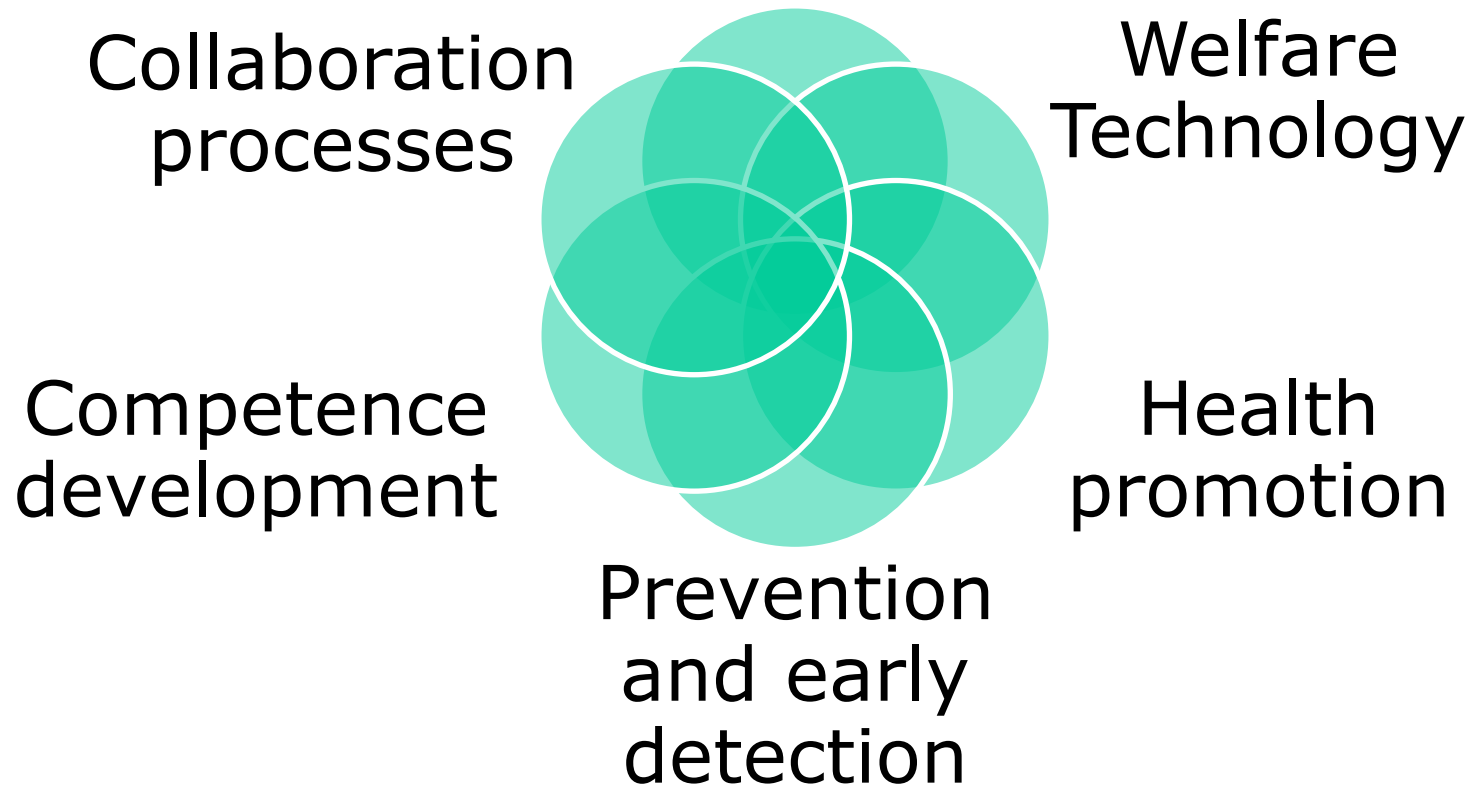 Collaboration
processes
Welfare
Technology
Competence
development
Health
promotion
Prevention
and early
detection